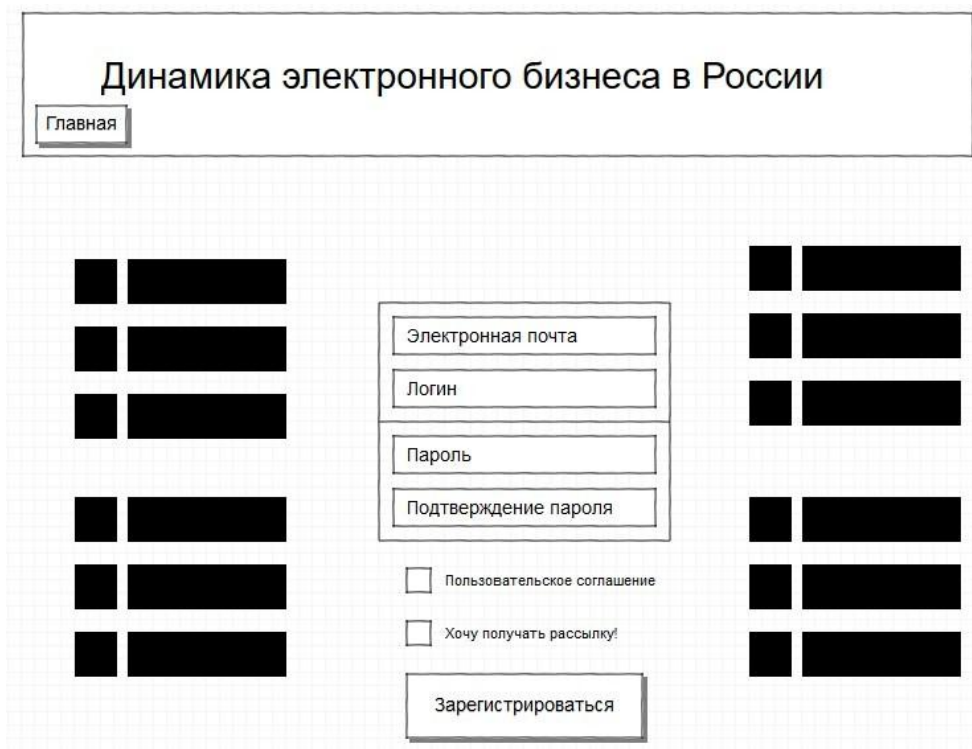 Динамика электронного бизнеса в России
Главная
Электронная почта
Логин
Пароль
Подтверждение пароля
Пользовательское соглашение
Хочу получать рассылку!
Зарегистрироваться